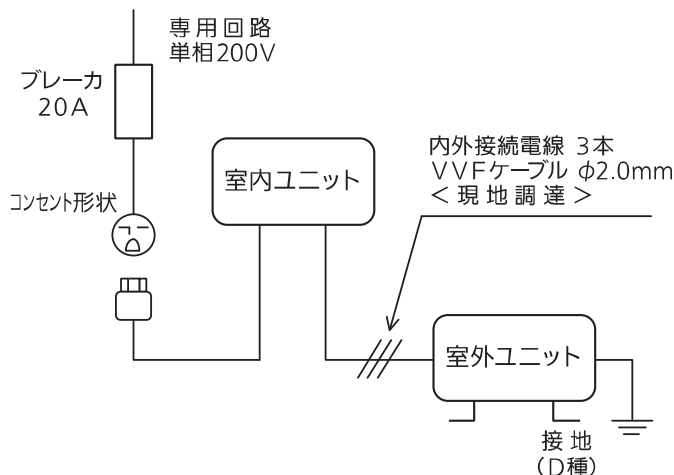 専用回路
単相200V
ブレーカ
20A
コンセント形状
室内ユニット
内外接続電線 3本
VVFケーブル φ2.0mm
<現地調達>
室外ユニット
接地
(D種)